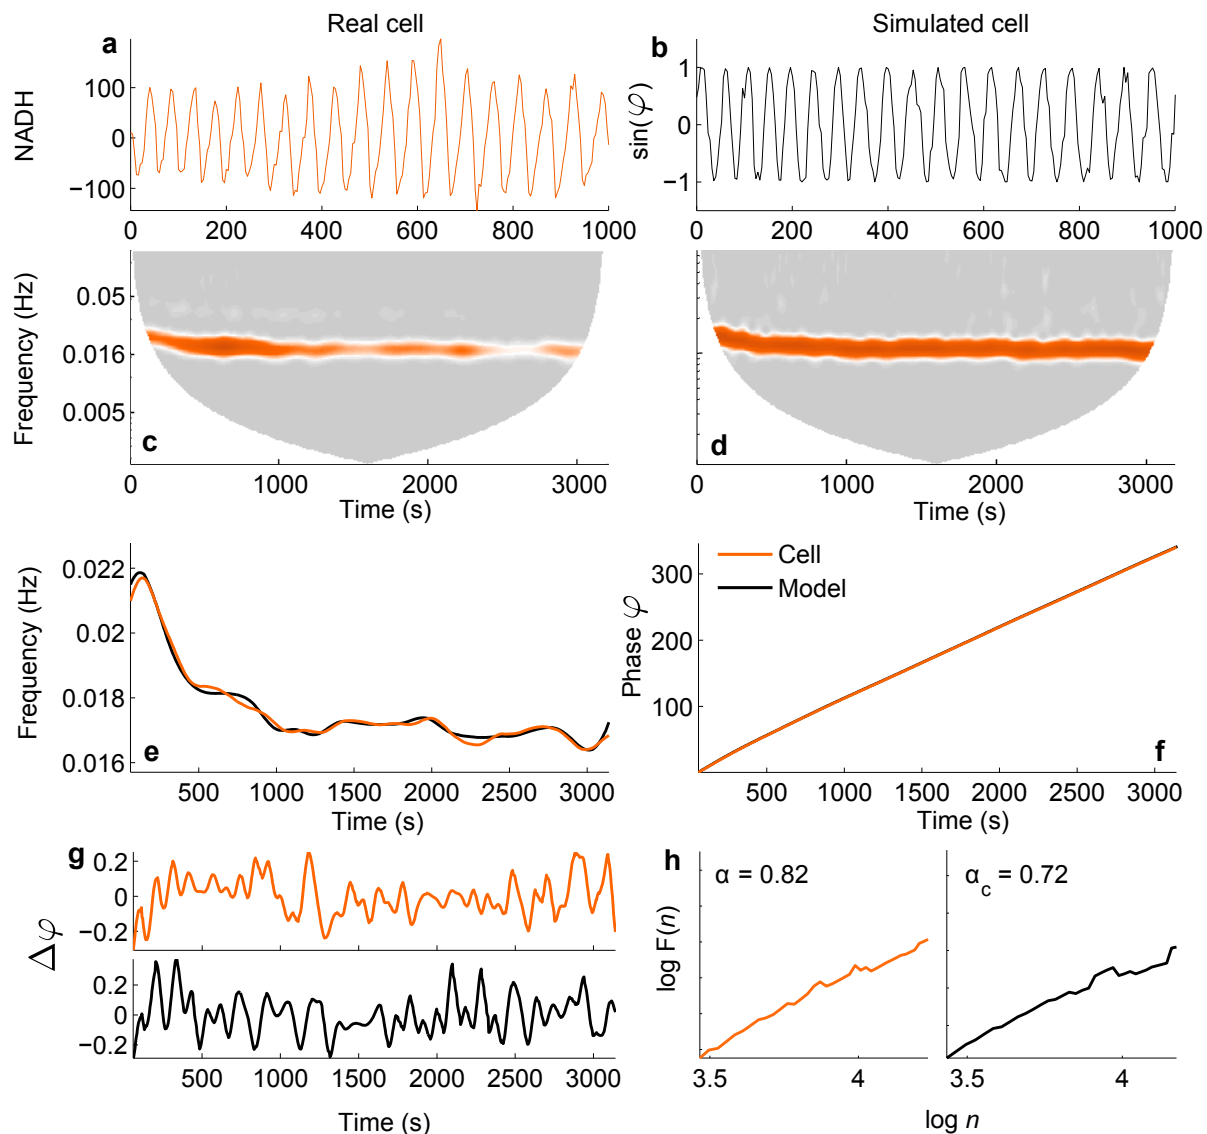 Real cell
Simulated cell
a
b
NADH
100
0
−100
sin(φ)
1
0
−1
0 200 400 600 800 1000
0 200 400 600 800 1000
Frequency (Hz)
0.05
0.016
0.005
c
d
0 1000 2000 3000
0 1000 2000 3000
Time (s)
Time (s)
Frequency (Hz)
0.022
0.02
0.018
0.016
e
500 1000 1500 2000 2500 3000
Time (s)
Phase φ
300
200
100
Cell
Model
f
500 1000 1500 2000 2500 3000
Time (s)
g
Δφ
0.2
0
−0.2
0.2
0
−0.2
500 1000 1500 2000 2500 3000
Time (s)
h
log F(n)
α = 0.82
αc = 0.72
3.5 4
3.5 4
log n